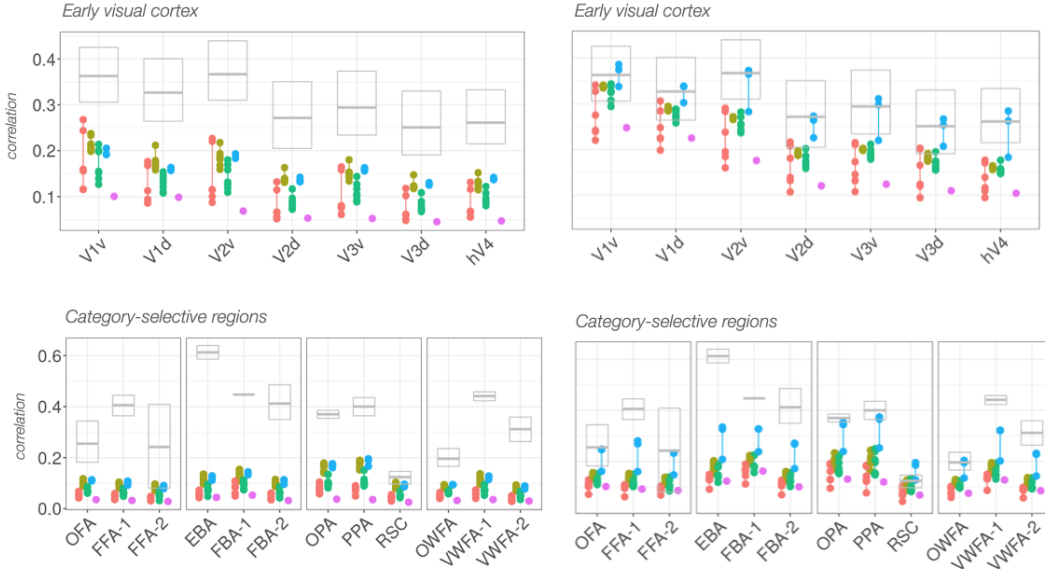 Early visual cortex
Early visual cortex
correlation
0.4
0.3
0.2
0.1
V1v
V1d
V2v
V2d
V3v
V3d
hV4
V1v
V1d
V2v
V2d
V3v
V3d
hV4
Category-selective regions
Category-selective regions
correlation
0.6
0.4
0.2
0.0
OFA
FFA-1
FFA-2
EBA
FBA-1
FBA-2
OPA
PPA
RSC
OWFA
VWFA-1
VWFA-2
OFA
FFA-1
FFA-2
EBA
FBA-1
FBA-2
OPA
PPA
RSC
OWFA
VWFA-1
VWFA-2